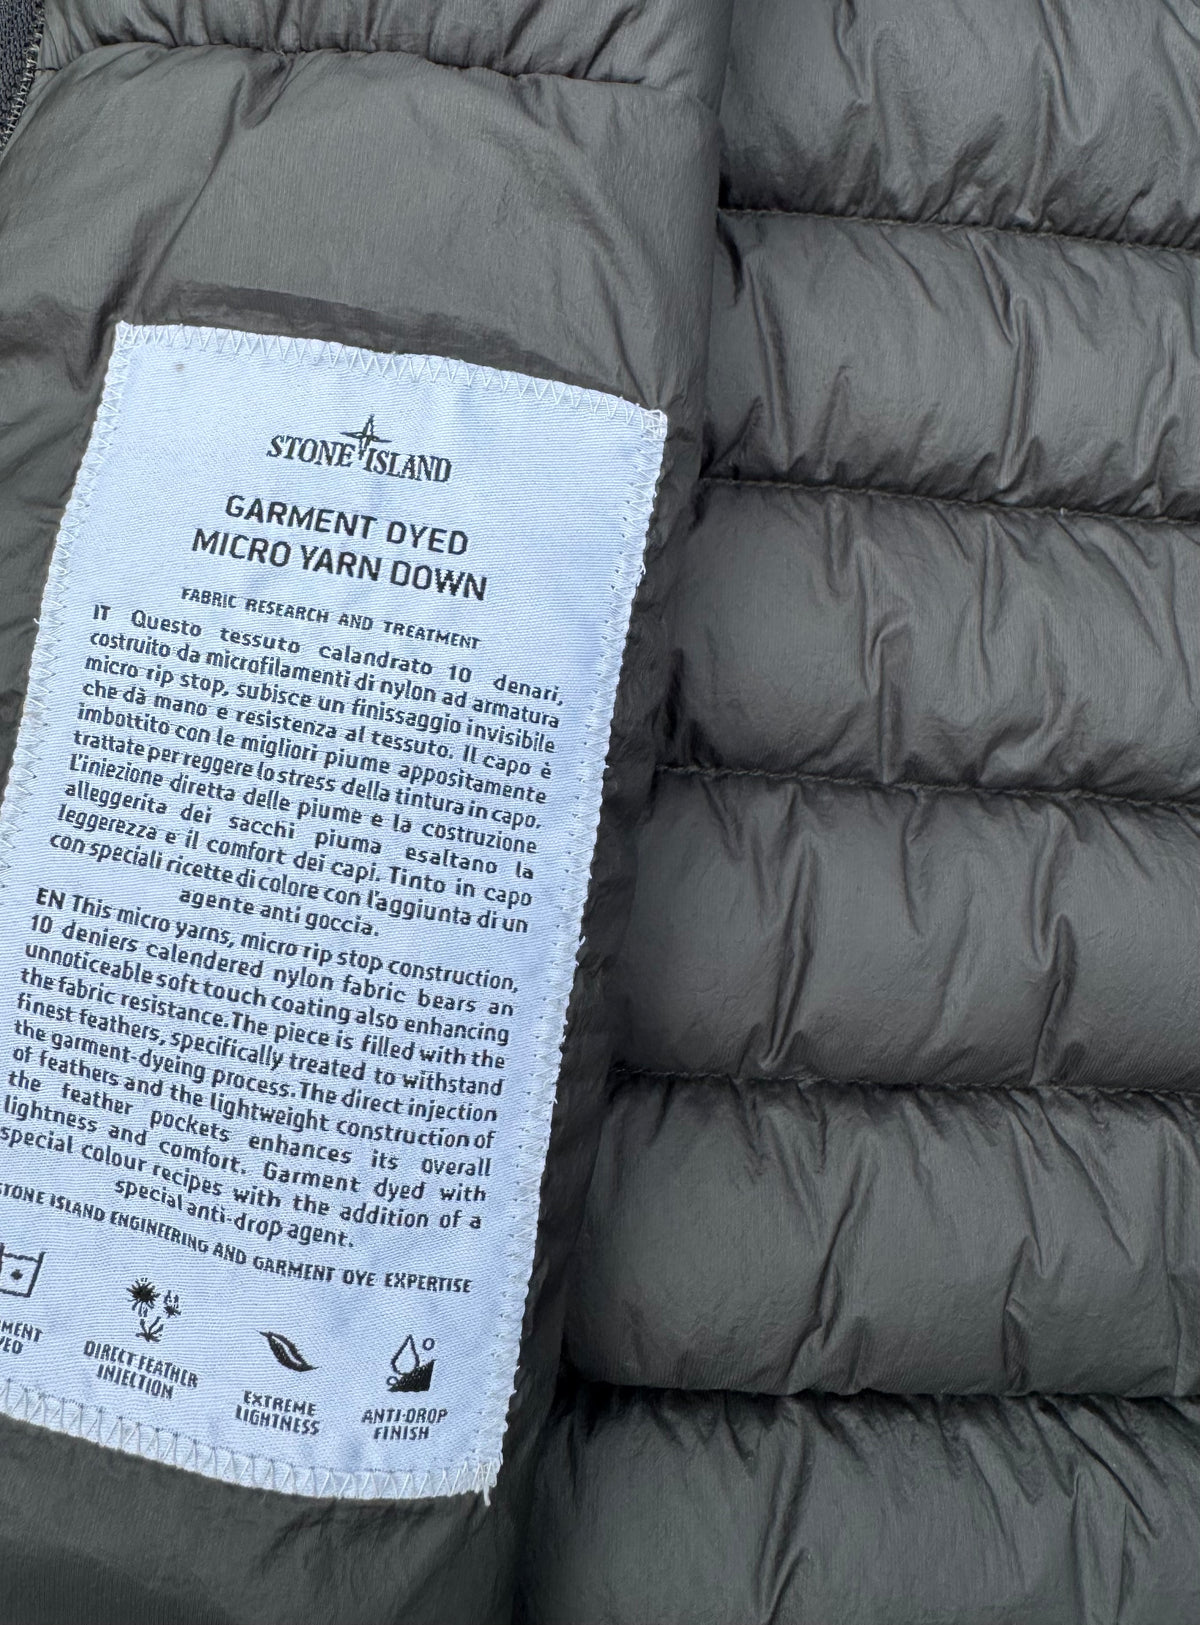 STONE ISLAND
GARMENT DYED
MICRO YARN DOWN
FABRIC RESEARCH AND TREATMENT
IT Questo tessuto calandrato 10 denari,
costruito da microfilamenti di nylon ad armatura
micro rip stop, subisce un finissaggio invisibile
che dà mano e resistenza al tessuto. Il capo è
imbottito con le migliori piume appositamente
trattate per reggere lo stress della tintura in capo.
L'iniezione diretta delle piume e la costruzione
alleggerita dei sacchi piuma esaltano la
leggerezza e il comfort dei capi. Tinto in capo
con speciali ricette di colore con l'aggiunta di un
agente anti goccia.
EN This micro yarns, micro rip stop construction,
10 deniers calendered nylon fabric bears an
unnoticeable soft touch coating also enhancing
the fabric resistance. The piece is filled with the
finest feathers, specifically treated to withstand
the garment-dyeing process. The direct injection
of feathers and the lightweight construction of
the feather pockets enhances its overall
lightness and comfort. Garment dyed with
special colour recipes with the addition of a
special anti-drop agent.
STONE ISLAND ENGINEERING AND GARMENT DYE EXPERTISE
MENT
YED
DIRECT FEATHER
INJECTION
EXTREME
LIGHTNESS
ANTI-DROP
FINISH